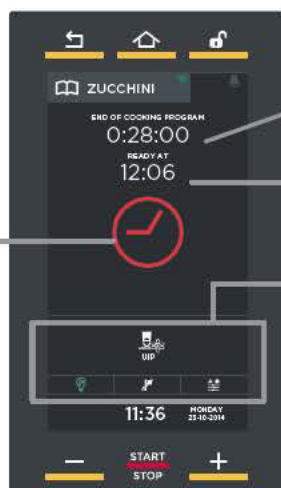 ZUCCHINI
END OF COOKING PROGRAM
0:28:00
READY AT
12:06
VIP
11:36 MONDAY
23-10-2014
START
STOP